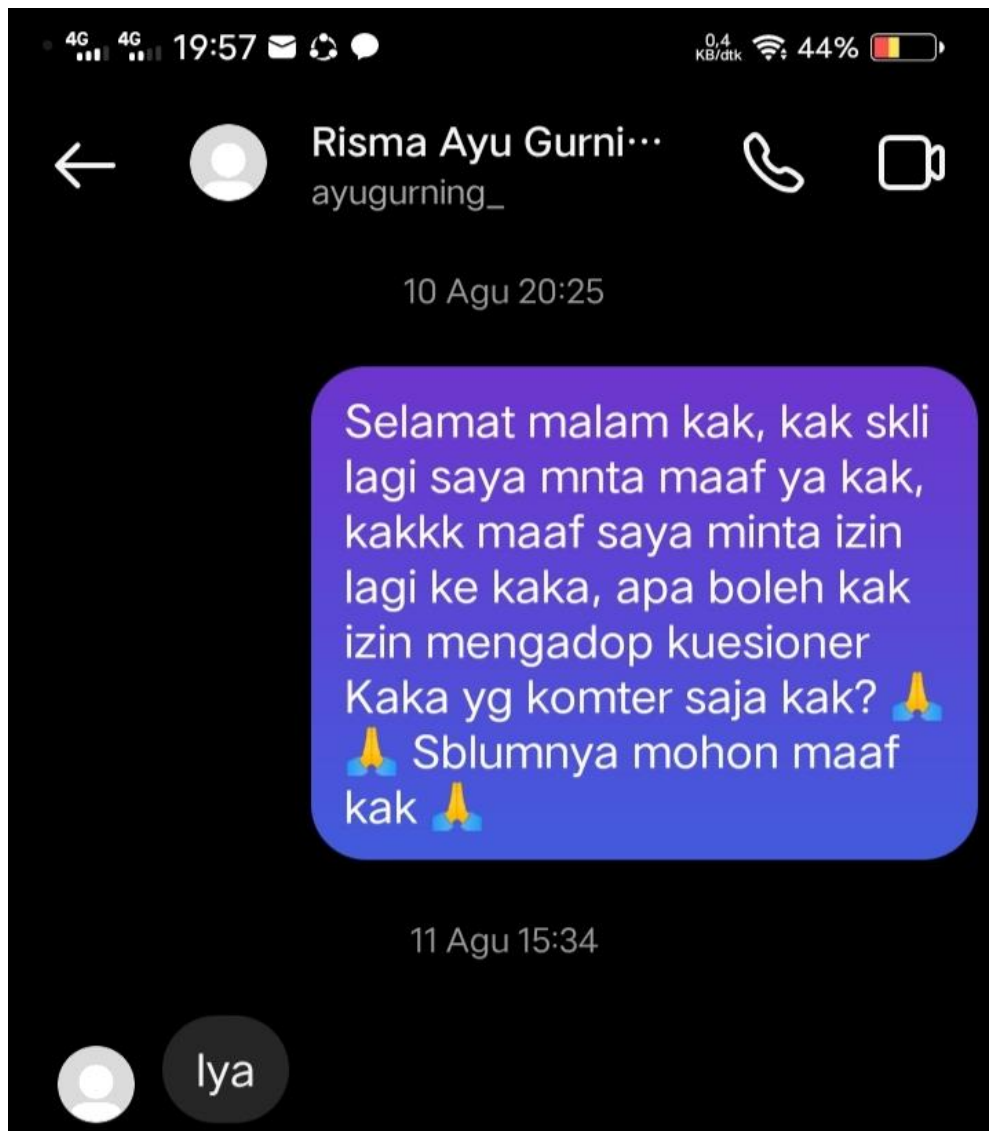 4G 4G 19:57 0,4 KB/dtk 44%
Risma Ayu Gurni...
ayugurning_
10 Agu 20:25
Selamat malam kak, kak skli
lagi saya mnta maaf ya kak,
kakkk maaf saya minta izin
lagi ke kaka, apa boleh kak
izin mengadop kuesioner
Kaka yg komter saja kak? 🙏
🙏 Sblumnya mohon maaf
kak 🙏
11 Agu 15:34
Iya